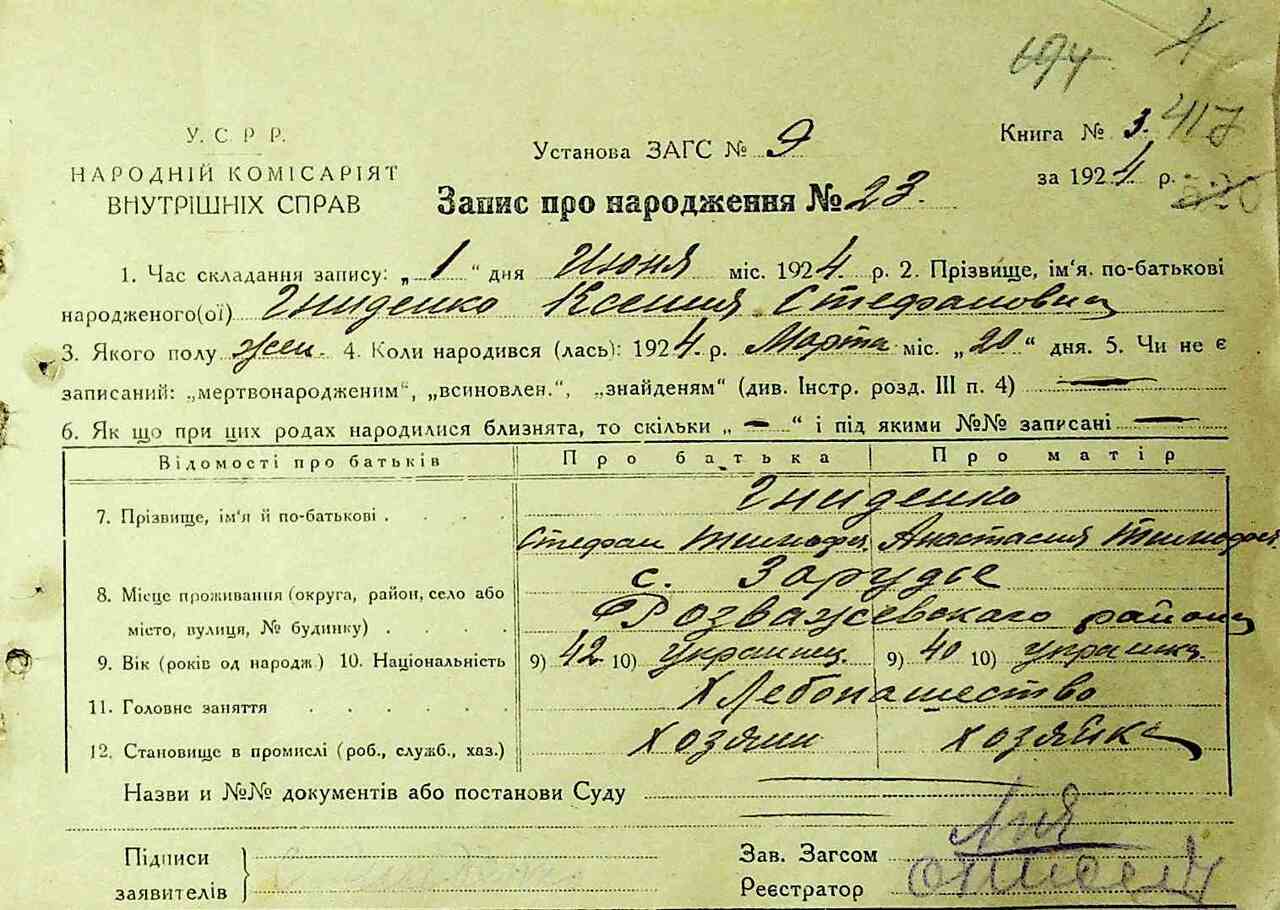 694 4
У. С Р Р.
НАРОДНІЙ КОМІСАРІЯТ
ВНУТРІШНІХ СПРАВ
Установа ЗАГС № 9
Книга № 3. 417
за 1924 р.
Запис про народження № 23.
1. Час складання запису: „1“ дня Июня міс. 1924. р. 2. Прізвище, ім'я. по-батькові
народженого(ої) Гниденко Ксения Стефановна
3. Якого полу жен. 4. Коли народився (лась): 1924. р. Марта міс. „20“ дня. 5. Чи не є
записаний: „мертвонародженим“, „всиновлен.“, „знайденям“ (див. Інстр. розд. III п. 4) —
6. Як що при цих родах народилися близнята, то скільки „—“ і під якими №№ записані —
Відомості про батьків Про батька Про матір
7. Прізвище, ім'я й по-батькові . . . . Гниденко
Стефан Тимофе. Анастасия Тимофее
8. Місце проживання (округа, район, село або с. Зарудье
місто, вулиця, № будинку) . . . . Розважевскаго района
9. Вік (років од народж) 10. Національність 9) 42 10) украинец. 9) 40 10) украинка.
11. Головне заняття . . . . . . Хлебопашество
12. Становище в промислі (роб., служб., хаз.) хозяин хозяйка
Назви и №№ документів або постанови Суду
Підписи
заявителів
Зав. Загсом
Реєстратор